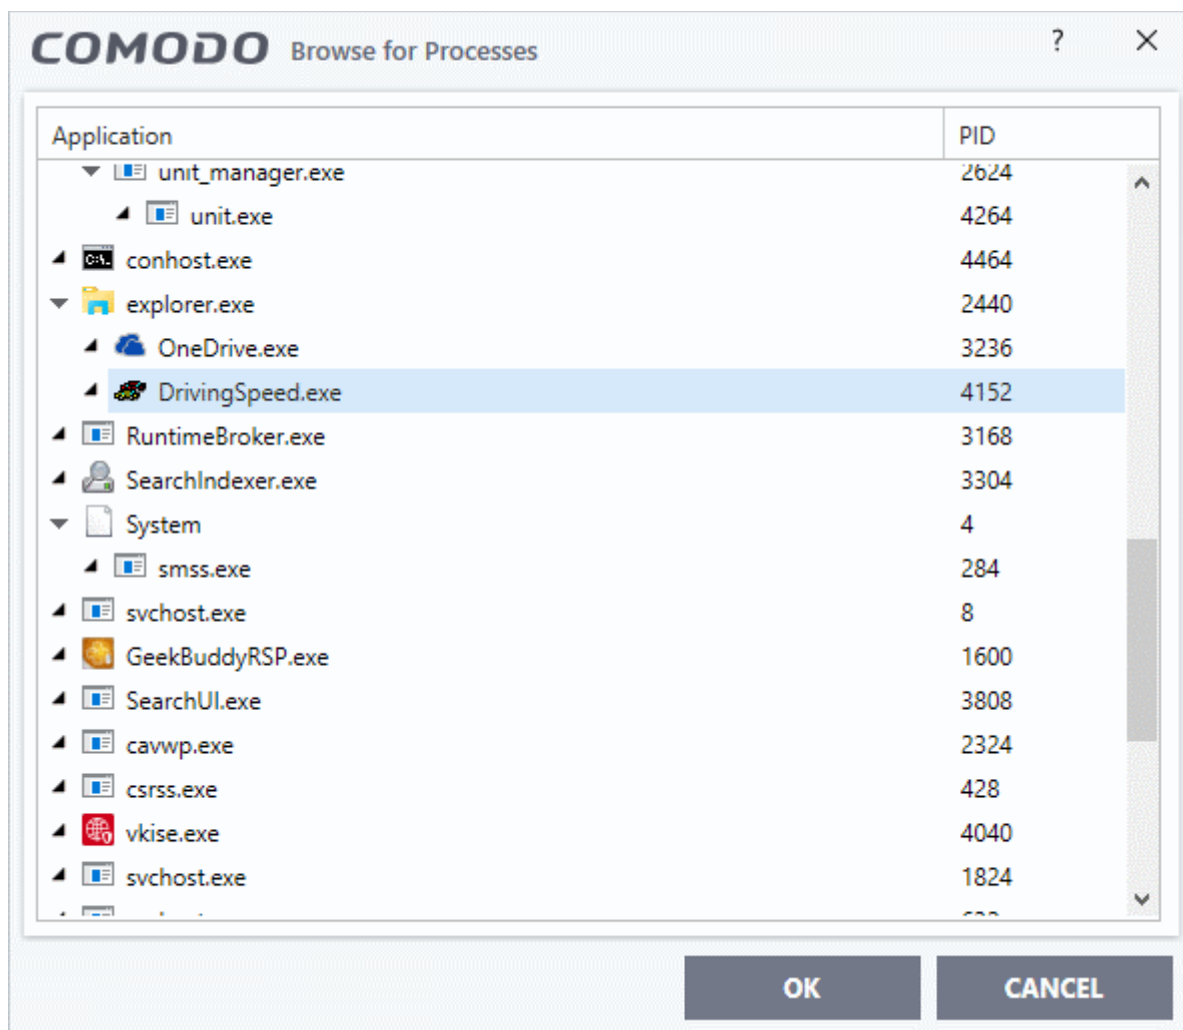 COMODO Browse for Processes ? 
Application PID
unit_manager.exe 2624
unit.exe 4264
C:\. conhost.exe 4464
explorer.exe 2440
OneDrive.exe 3236
DrivingSpeed.exe 4152
RuntimeBroker.exe 3168
SearchIndexer.exe 3304
System 4
smss.exe 284
svchost.exe 8
GeekBuddyRSP.exe 1600
SearchUI.exe 3808
cavwp.exe 2324
csrss.exe 428
vkise.exe 4040
svchost.exe 1824
OK CANCEL